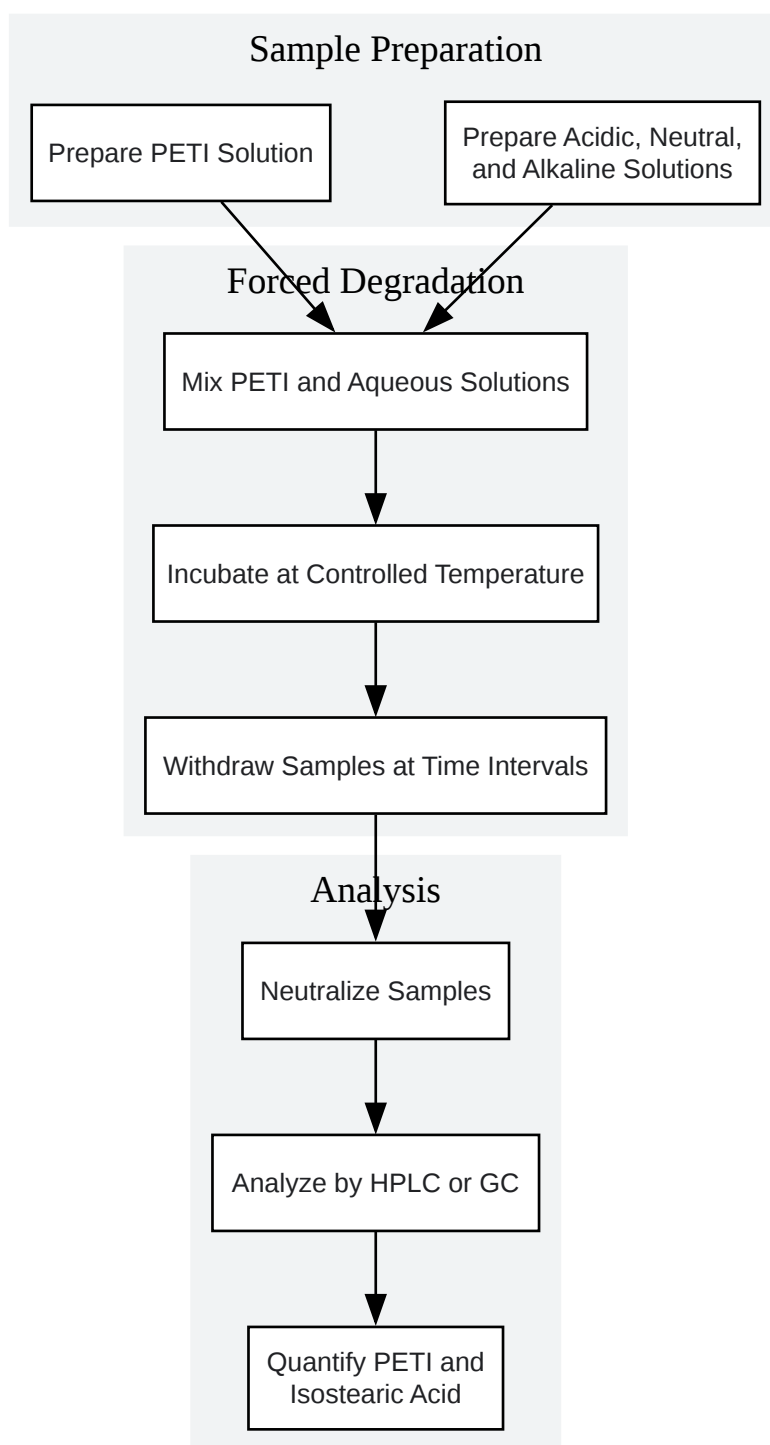 Sample Preparation
Prepare PETI Solution
Prepare Acidic, Neutral,
and Alkaline Solutions
Forced Degradation
Mix PETI and Aqueous Solutions
Incubate at Controlled Temperature
Withdraw Samples at Time Intervals
Analysis
Neutralize Samples
Analyze by HPLC or GC
Quantify PETI and
Isostearic Acid